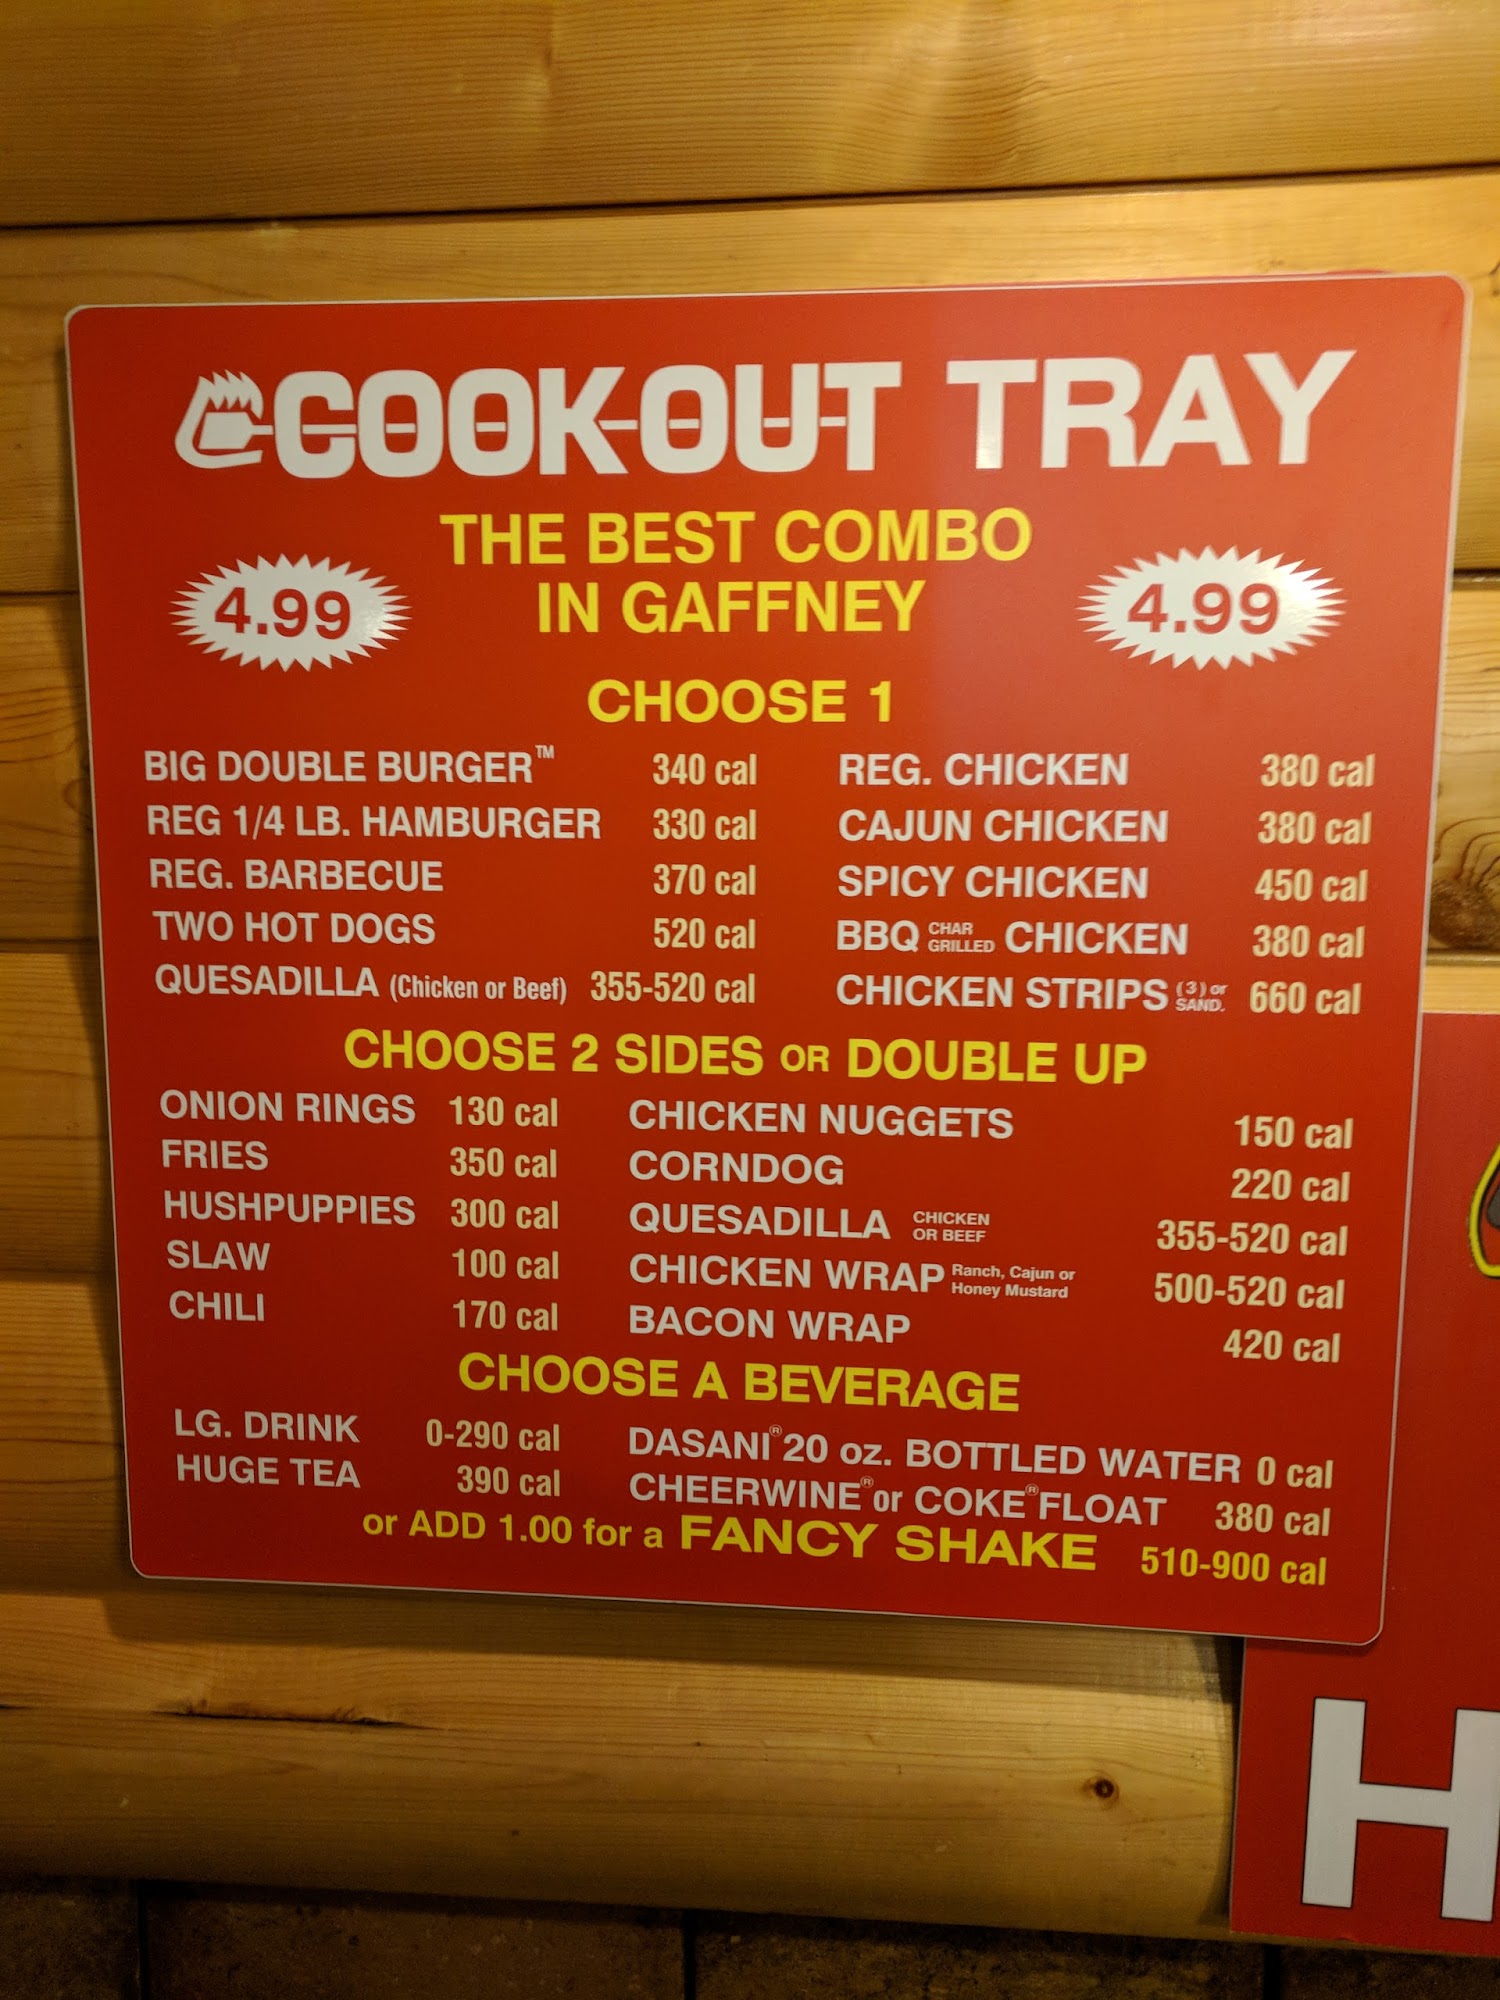 COOKOUT TRAY
THE BEST COMBO
IN GAFFNEY
4.99
4.99
CHOOSE 1
BIG DOUBLE BURGER™ 340 cal
REG 1/4 LB. HAMBURGER 330 cal
REG. BARBECUE 370 cal
TWO HOT DOGS 520 cal
QUESADILLA (Chicken or Beef) 355-520 cal
REG. CHICKEN 380 cal
CAJUN CHICKEN 380 cal
SPICY CHICKEN 450 cal
BBQ CHAR GRILLED CHICKEN 380 cal
CHICKEN STRIPS (3) or SAND. 660 cal
CHOOSE 2 SIDES OR DOUBLE UP
ONION RINGS 130 cal
FRIES 350 cal
HUSHPUPPIES 300 cal
SLAW 100 cal
CHILI 170 cal
CHICKEN NUGGETS 150 cal
CORNDOG 220 cal
QUESADILLA CHICKEN OR BEEF 355-520 cal
CHICKEN WRAP Ranch, Cajun or Honey Mustard 500-520 cal
BACON WRAP 420 cal
CHOOSE A BEVERAGE
LG. DRINK 0-290 cal
HUGE TEA 390 cal
DASANI® 20 oz. BOTTLED WATER 0 cal
CHEERWINE® or COKE® FLOAT 380 cal
or ADD 1.00 for a FANCY SHAKE 510-900 cal
H